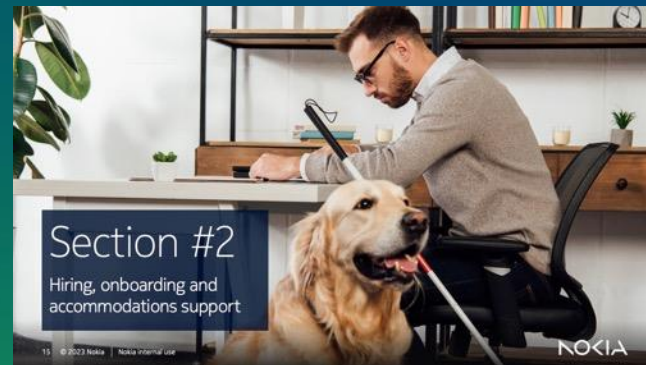 Section #2
Hiring, onboarding and
accommodations support
15 © 2023 Nokia | Nokia internal use
NOKIA